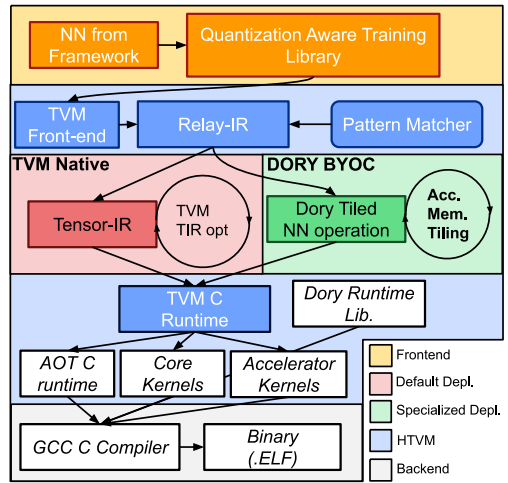 NN from
Framework
Quantization Aware Training
Library
TVM
Front-end
Relay-IR
Pattern Matcher
TVM Native
DORY BYOC
Tensor-IR
TVM
TIR opt
Dory Tiled
NN operation
Acc.
Mem.
Tiling
TVM C
Runtime
Dory Runtime
Lib.
AOT C
runtime
Core
Kernels
Accelerator
Kernels
GCC C Compiler
Binary
(.ELF)
Frontend
Default Depl.
Specialized Depl.
HTVM
Backend